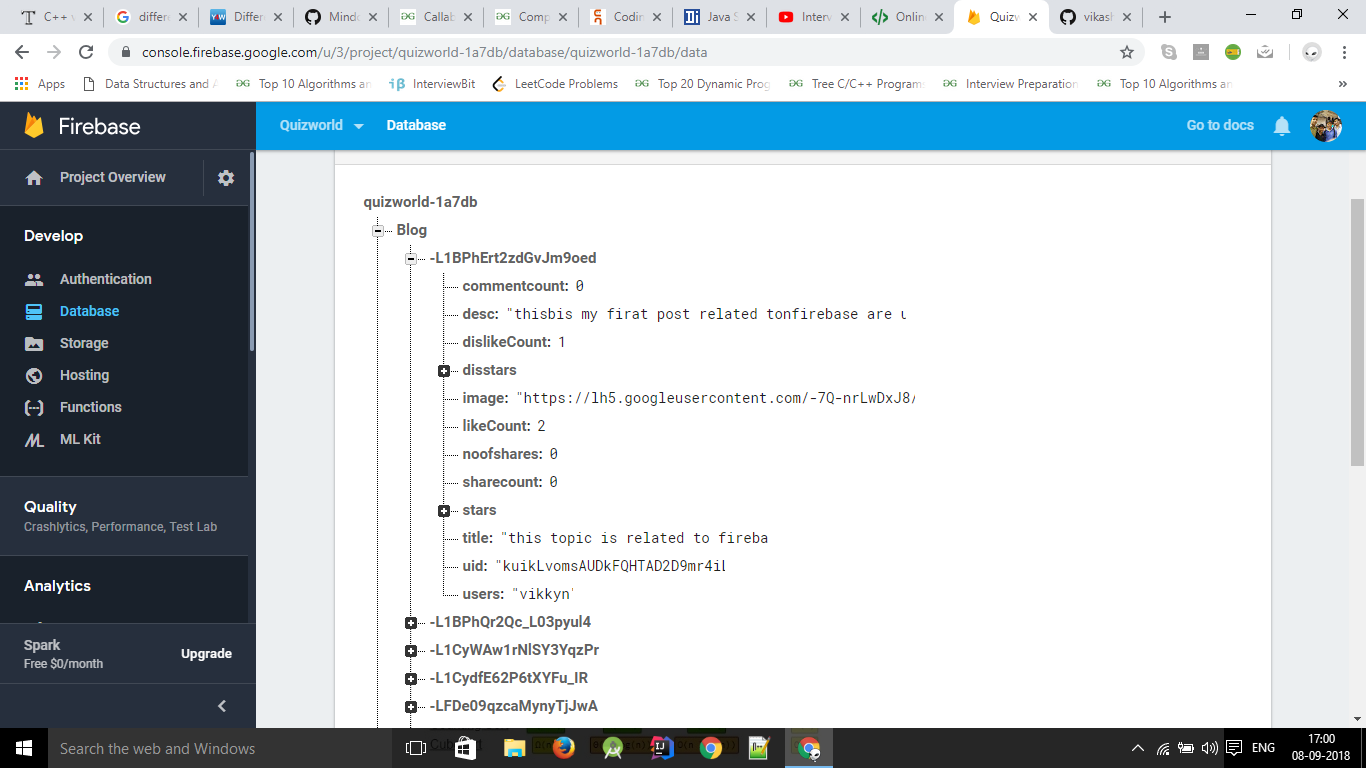 C++ v
differ
Differ
Mind
Callab
Comp
Codin
Java S
Interv
Onlin
Quizw
vikash
console.firebase.google.com/u/3/project/quizworld-1a7db/database/quizworld-1a7db/data
Apps
Data Structures and A
Top 10 Algorithms an
InterviewBit
LeetCode Problems
Top 20 Dynamic Prog
Tree C/C++ Program
Interview Preparation
Top 10 Algorithms an
Firebase
Quizworld
Database
Go to docs
Project Overview
Develop
Authentication
Database
Storage
Hosting
Functions
ML Kit
Quality
Crashlytics, Performance, Test Lab
Analytics
Spark
Free $0/month
Upgrade
quizworld-1a7db
Blog
-L1BPhErt2zdGvJm9oed
commentcount: 0
desc: "thisbis my firat post related tonfirebase are u
dislikeCount: 1
disstars
image: "https://lh5.googleusercontent.com/-7Q-nrLwDxJ8/
likeCount: 2
noofshares: 0
sharecount: 0
stars
title: "this topic is related to fireba
uid: "kuikLvomsAUDkFQHTAD2D9mr4il
users: "vikkyn"
-L1BPhQr2Qc_L03pyul4
-L1CyWAw1rNlSY3YqzPr
-L1CydfE62P6tXYFu_IR
-LFDe09qzcaMynyTjJwA
Search the web and Windows
ENG
17:00
08-09-2018